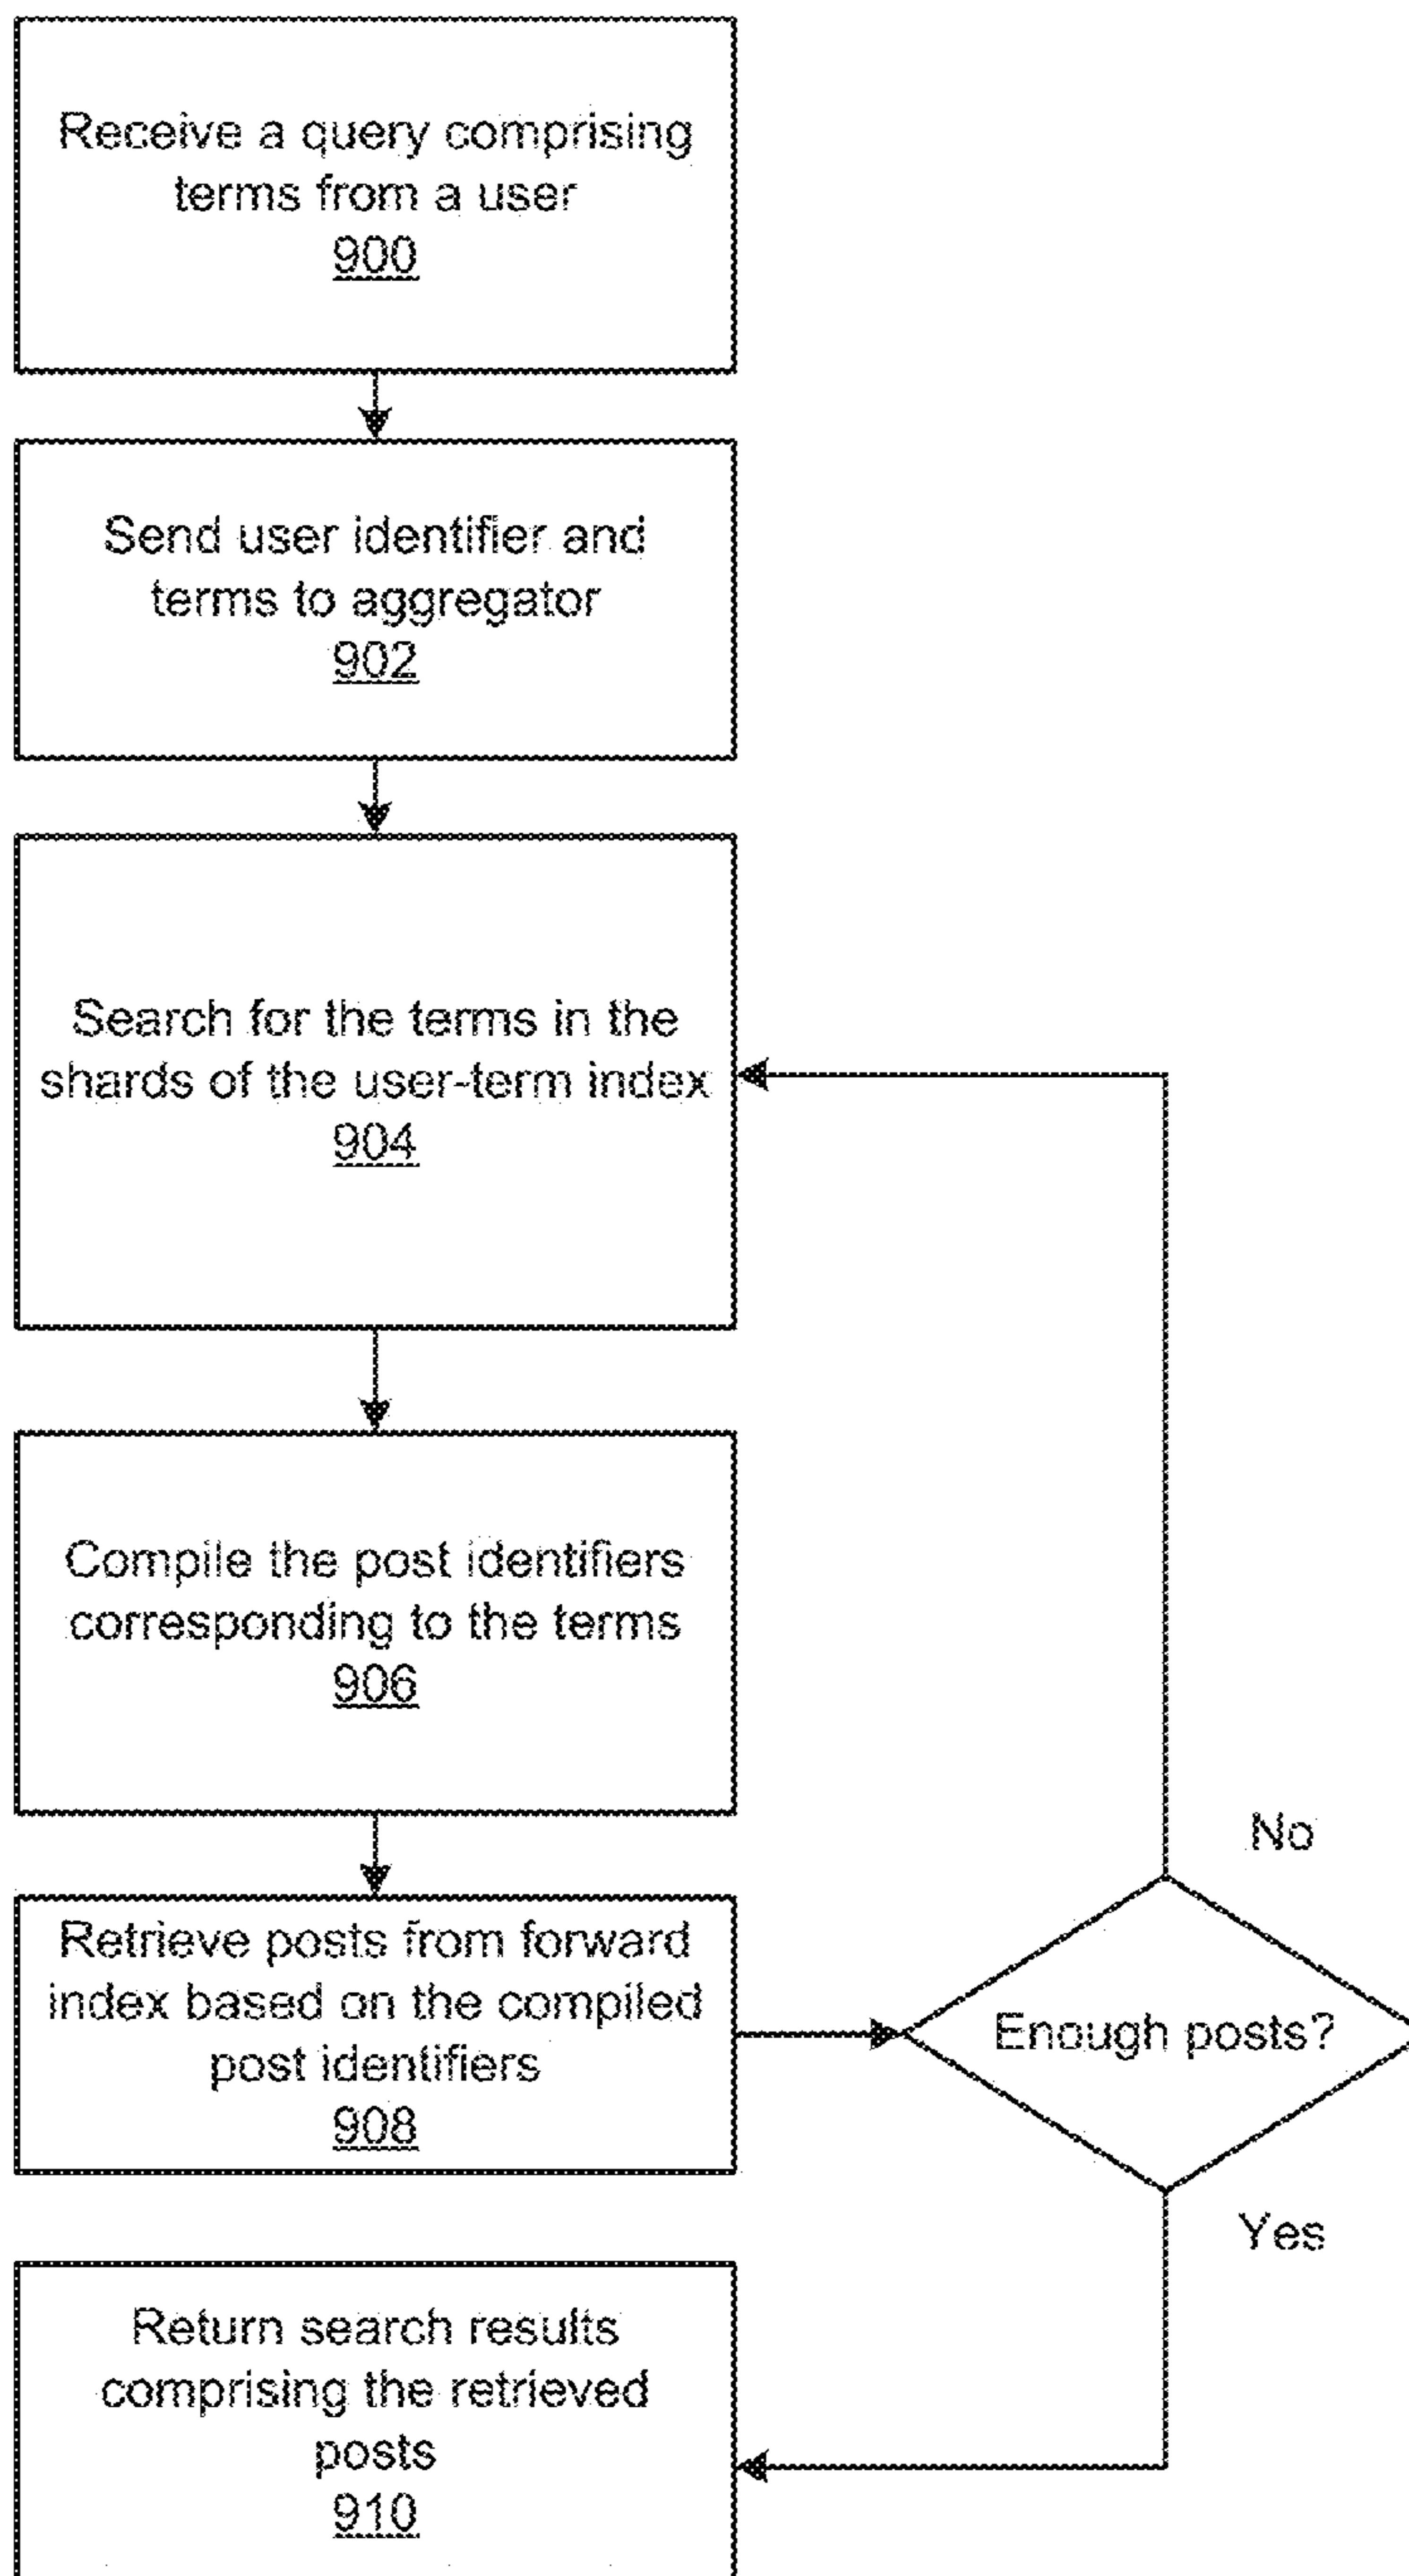 Receive a query comprising
terms from a user
900
Send user identifier and
terms to aggregator
902
Search for the terms in the
shards of the user-term index
904
Compile the post identifiers
corresponding to the terms
906
Retrieve posts from forward
index based on the compiled
post identifiers
908
No
Enough posts?
Yes
Return search results
comprising the retrieved
posts
910